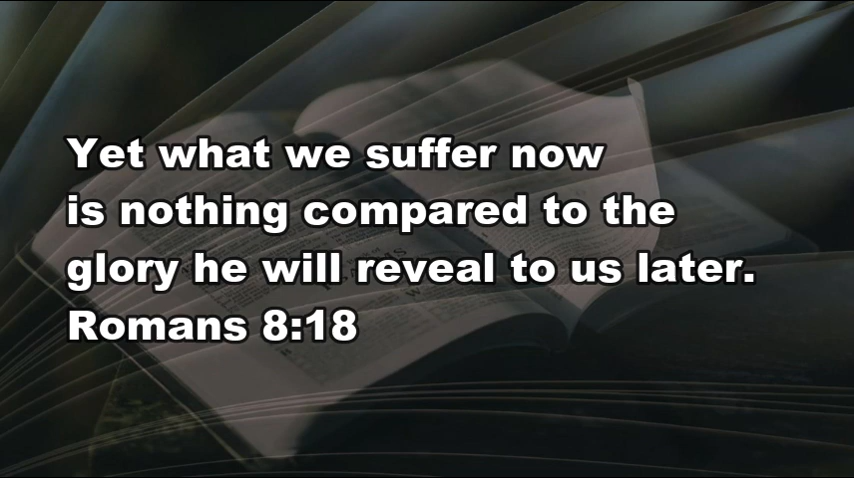 Yet what we suffer now
is nothing compared to the
glory he will reveal to us later.
Romans 8:18